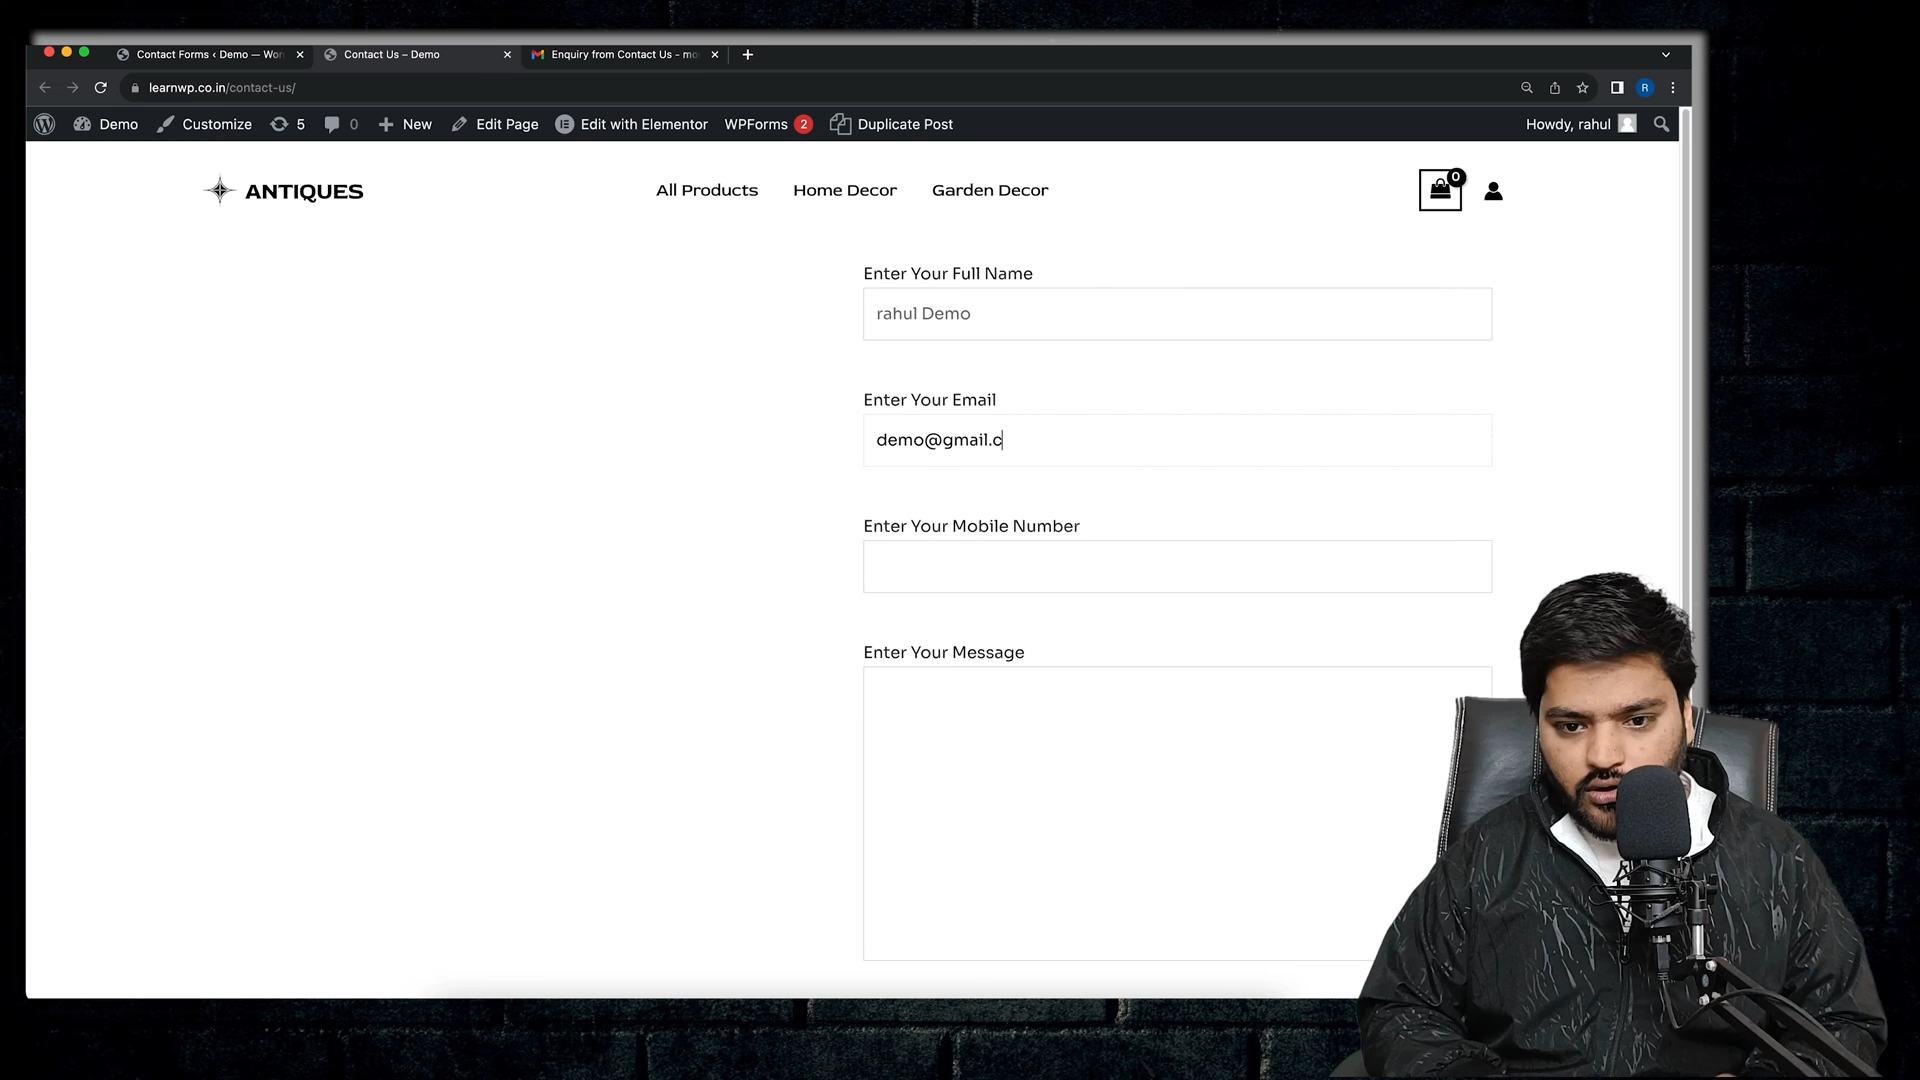 Contact Forms ‹ Demo — Wor
Contact Us – Demo
Enquiry from Contact Us - mo
learnwp.co.in/contact-us/
R
Demo
Customize
5
0
New
Edit Page
Edit with Elementor
WPForms 2
Duplicate Post
Howdy, rahul
ANTIQUES
All Products
Home Decor
Garden Decor
0
Enter Your Full Name
rahul Demo
Enter Your Email
demo@gmail.c
Enter Your Mobile Number
Enter Your Message